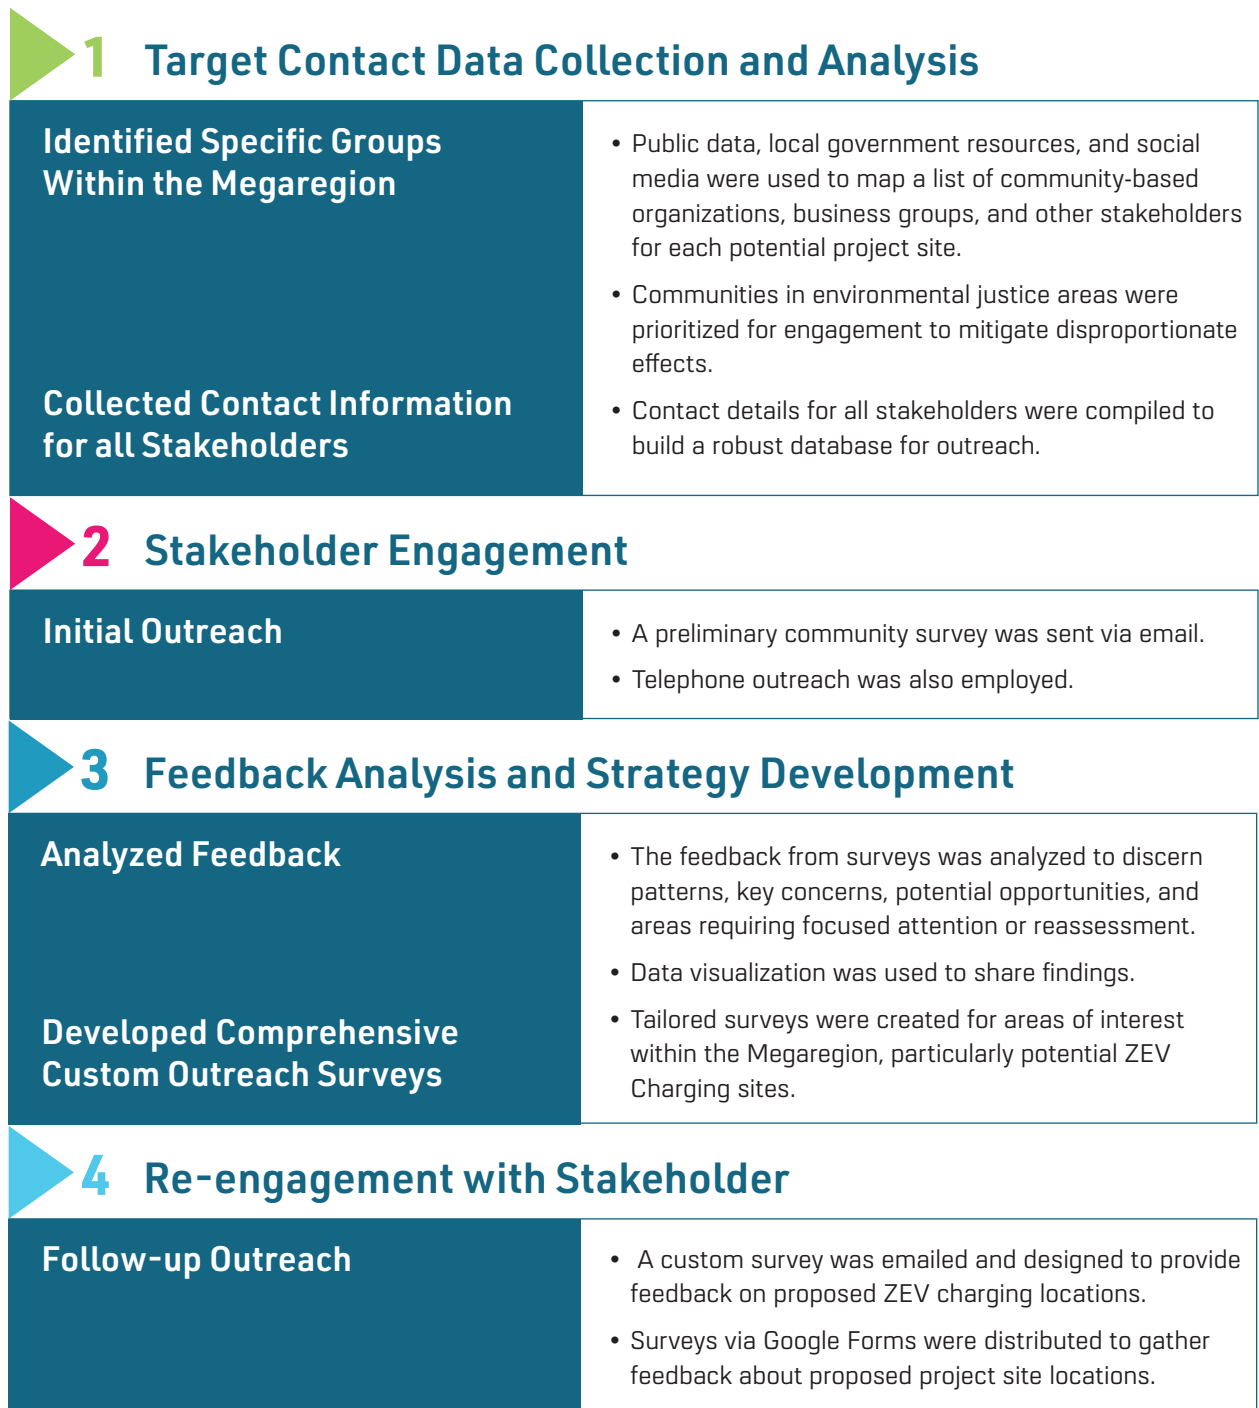 1 Target Contact Data Collection and Analysis
Identified Specific Groups
Within the Megaregion
Collected Contact Information
for all Stakeholders
• Public data, local government resources, and social
media were used to map a list of community-based
organizations, business groups, and other stakeholders
for each potential project site.
• Communities in environmental justice areas were
prioritized for engagement to mitigate disproportionate
effects.
• Contact details for all stakeholders were compiled to
build a robust database for outreach.
2 Stakeholder Engagement
Initial Outreach
• A preliminary community survey was sent via email.
• Telephone outreach was also employed.
3 Feedback Analysis and Strategy Development
Analyzed Feedback
Developed Comprehensive
Custom Outreach Surveys
• The feedback from surveys was analyzed to discern
patterns, key concerns, potential opportunities, and
areas requiring focused attention or reassessment.
• Data visualization was used to share findings.
• Tailored surveys were created for areas of interest
within the Megaregion, particularly potential ZEV
Charging sites.
4 Re-engagement with Stakeholder
Follow-up Outreach
• A custom survey was emailed and designed to provide
feedback on proposed ZEV charging locations.
• Surveys via Google Forms were distributed to gather
feedback about proposed project site locations.